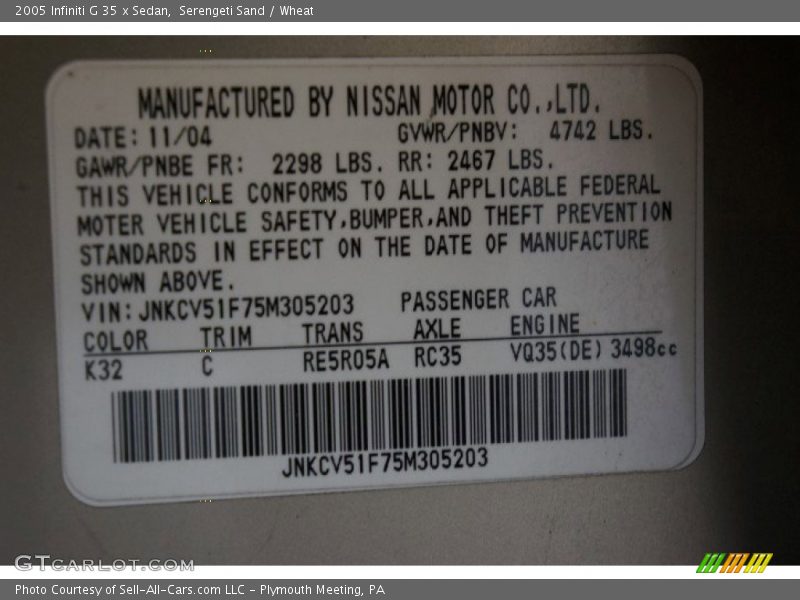 2005 Infiniti G 35 x Sedan,  Serengeti Sand / Wheat
MANUFACTURED BY NISSAN MOTOR CO.,LTD.
DATE: 11/04 GVWR/PNBV: 4742 LBS.
GAWR/PNBE FR: 2298 LBS. RR: 2467 LBS.
THIS VEHICLE CONFORMS TO ALL APPLICABLE FEDERAL
MOTER VEHICLE SAFETY,BUMPER,AND THEFT PREVENTION
STANDARDS IN EFFECT ON THE DATE OF MANUFACTURE
SHOWN ABOVE.
VIN: JNKCV51F75M305203 PASSENGER CAR
COLOR TRIM TRANS AXLE ENGINE
K32 C RE5R05A RC35 VQ35(DE) 3498cc
JNKCV51F75M305203
GTcarlot.com
Photo Courtesy of Sell-All-Cars.com LLC - Plymouth Meeting, PA